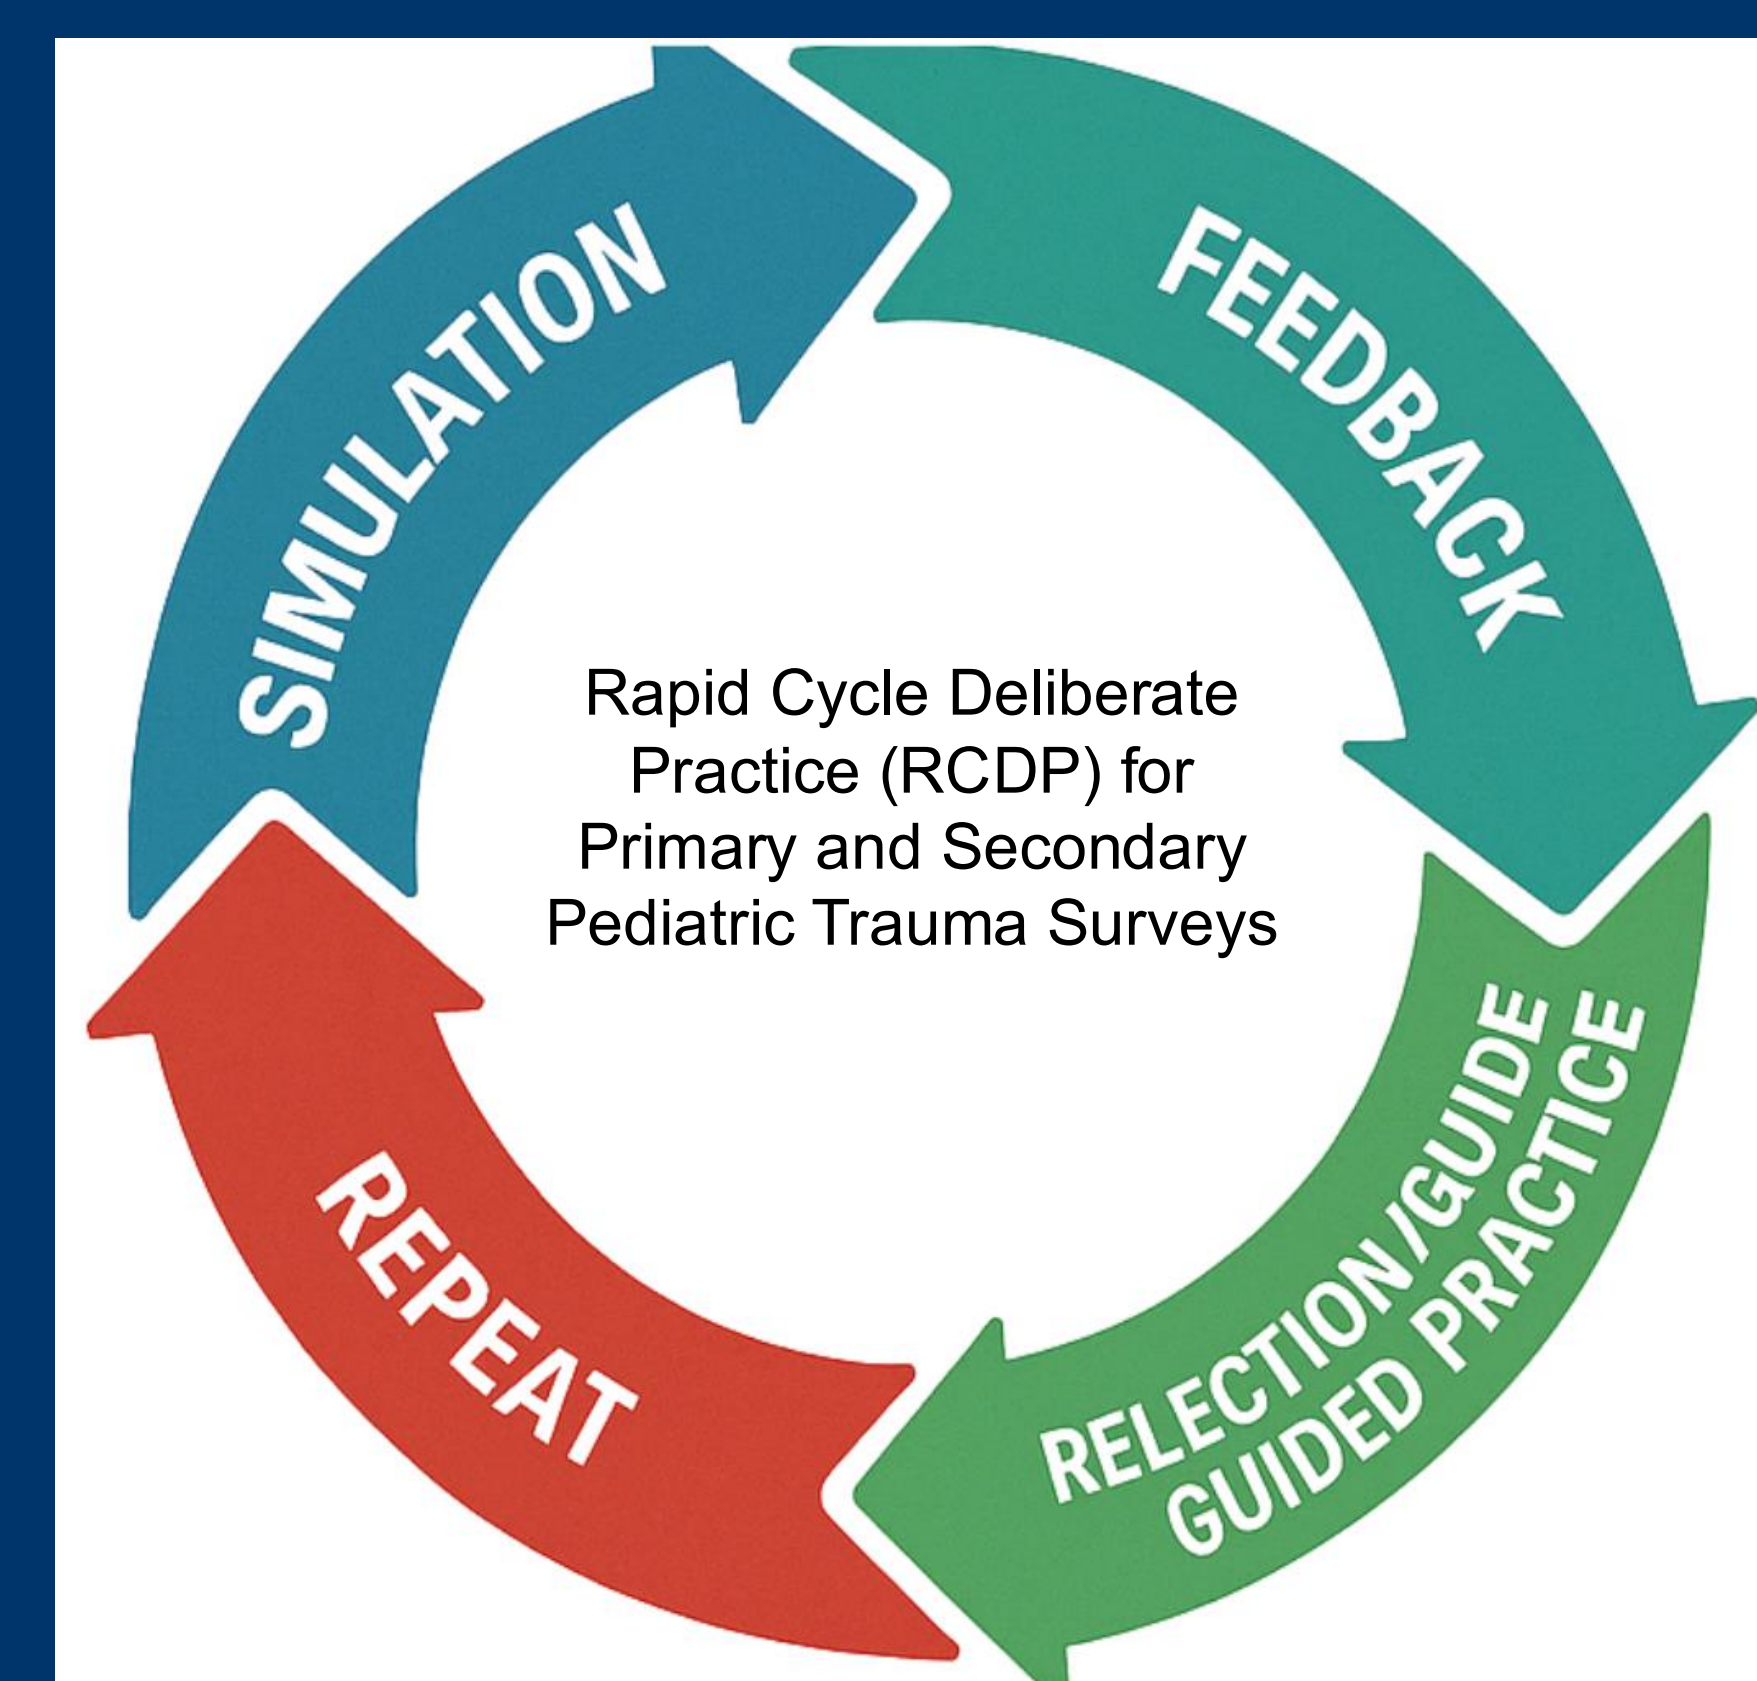 SIMULATION
FEEDBACK
Rapid Cycle Deliberate
Practice (RCDP) for
Primary and Secondary
Pediatric Trauma Surveys
RELECTION/GUIDE
GUIDED PRACTICE
REPEAT